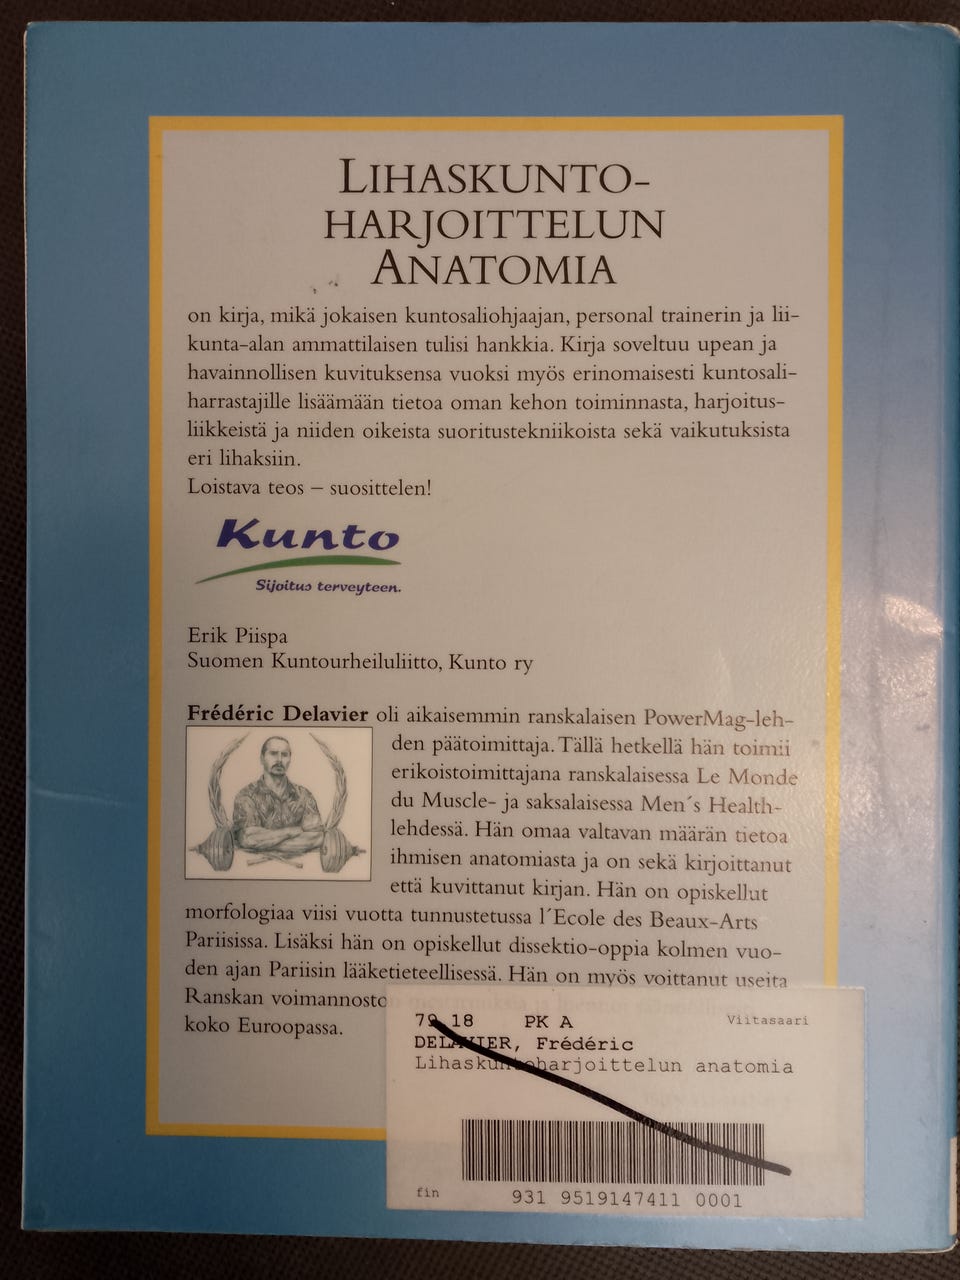 LIHASKUNTO-
HARJOITTELUN
ANATOMIA
on kirja, mikä jokaisen kuntosaliohjaajan, personal trainerin ja lii-
kunta-alan ammattilaisen tulisi hankkia. Kirja soveltuu upean ja
havainnollisen kuvituksensa vuoksi myös erinomaisesti kuntosali-
harrastajille lisäämään tietoa oman kehon toiminnasta, harjoitus-
liikkeistä ja niiden oikeista suoritustekniikoista sekä vaikutuksista
eri lihaksiin.
Loistava teos – suosittelen!
Kunto
Sijoitus terveyteen.
Erik Piispa
Suomen Kuntourheiluliitto, Kunto ry
Frédéric Delavier oli aikaisemmin ranskalaisen PowerMag-leh-
den päätoimittaja. Tällä hetkellä hän toimii
erikoistoimittajana ranskalaisessa Le Monde
du Muscle- ja saksalaisessa Men´s Health-
lehdessä. Hän omaa valtavan määrän tietoa
ihmisen anatomiasta ja on sekä kirjoittanut
että kuvittanut kirjan. Hän on opiskellut
morfologiaa viisi vuotta tunnustetussa l´Ecole des Beaux-Arts
Pariisissa. Lisäksi hän on opiskellut dissektio-oppia kolmen vuo-
den ajan Pariisin lääketieteellisessä. Hän on myös voittanut useita
Ranskan voimannosto
koko Euroopassa.
79.18 PK A Viitasaari
DELAVIER, Frédéric
Lihaskuntoharjoittelun anatomia
fin 931 9519147411 0001